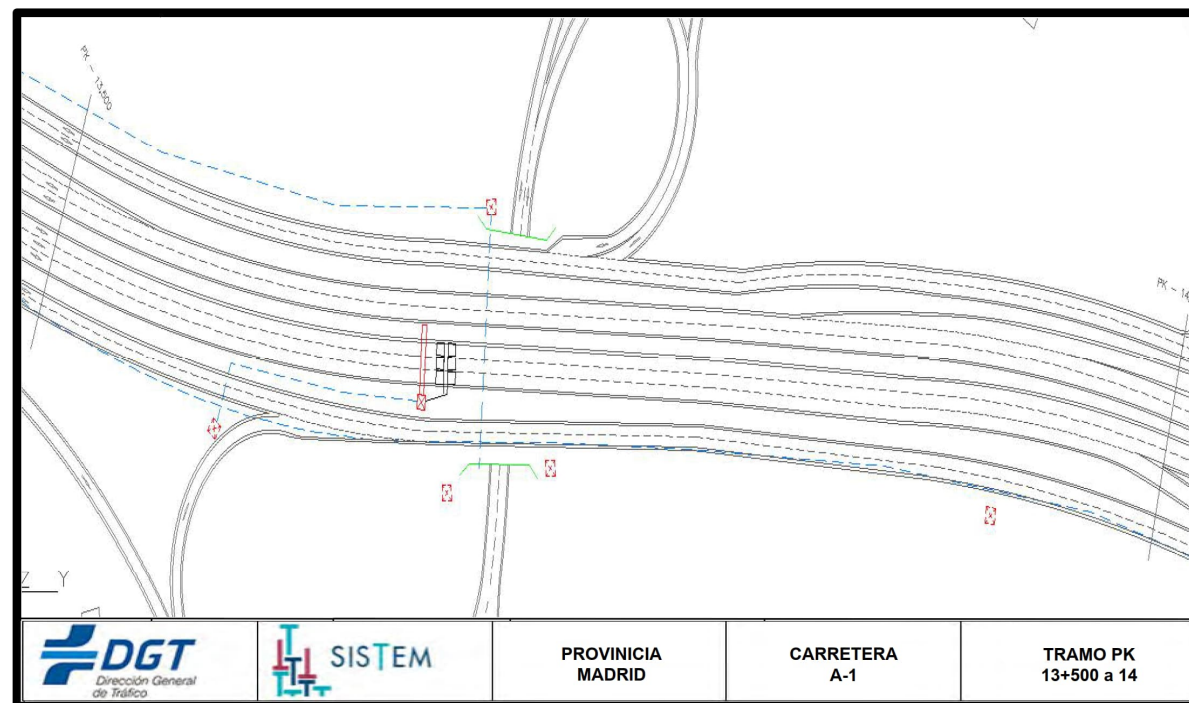 PK - 13,500
PK - 14
Z Y
DGT
Dirección General
de Tráfico
SISTEM
PROVINICIA
MADRID
CARRETERA
A-1
TRAMO PK
13+500 a 14